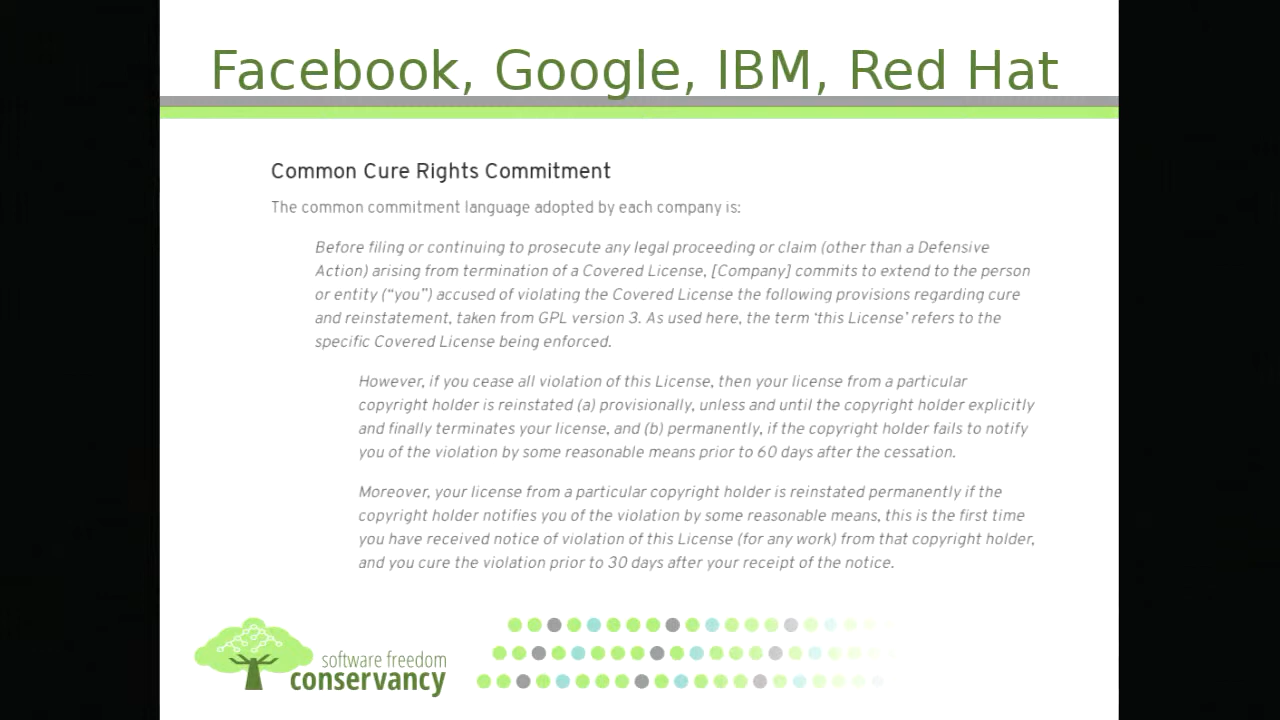 Facebook, Google, IBM, Red Hat
Common Cure Rights Commitment
The common commitment language adopted by each company is:
Before filing or continuing to prosecute any legal proceeding or claim (other than a Defensive
Action) arising from termination of a Covered License, [Company] commits to extend to the person
or entity (“you”) accused of violating the Covered License the following provisions regarding cure
and reinstatement, taken from GPL version 3. As used here, the term ‘this License’ refers to the
specific Covered License being enforced.
However, if you cease all violation of this License, then your license from a particular
copyright holder is reinstated (a) provisionally, unless and until the copyright holder explicitly
and finally terminates your license, and (b) permanently, if the copyright holder fails to notify
you of the violation by some reasonable means prior to 60 days after the cessation.
Moreover, your license from a particular copyright holder is reinstated permanently if the
copyright holder notifies you of the violation by some reasonable means, this is the first time
you have received notice of violation of this License (for any work) from that copyright holder,
and you cure the violation prior to 30 days after your receipt of the notice.
software freedom
conservancy